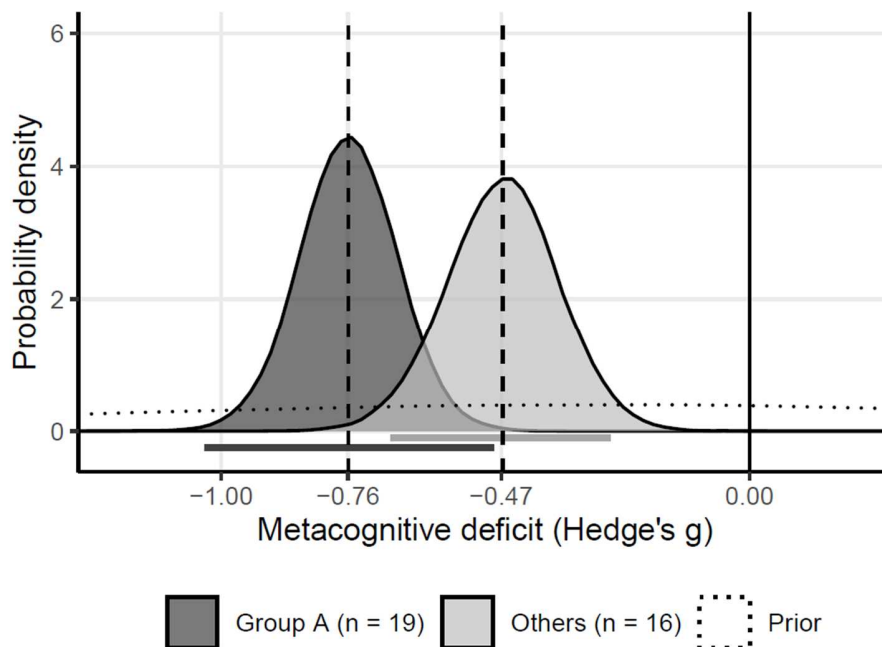 6
4
2
0
Probability density
−1.00
−0.76
−0.47
0.00
Metacognitive deficit (Hedge's g)
Group A (n = 19)
Others (n = 16)
Prior